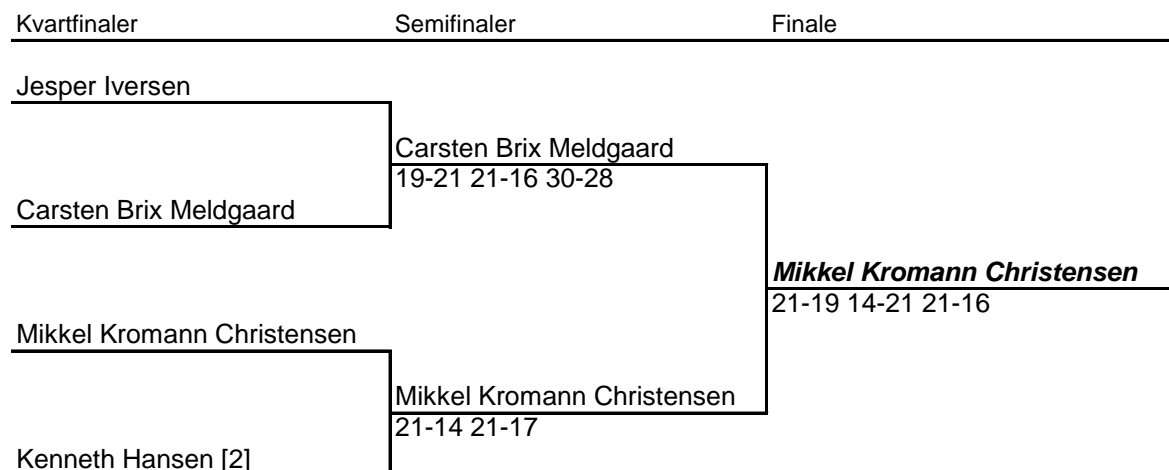 Kvartfinaler Semifinaler Finale
Jesper Iversen
Carsten Brix Meldgaard
19-21 21-16 30-28
Carsten Brix Meldgaard
Mikkel Kromann Christensen
21-19 14-21 21-16
Mikkel Kromann Christensen
Mikkel Kromann Christensen
21-14 21-17
Kenneth Hansen [2]